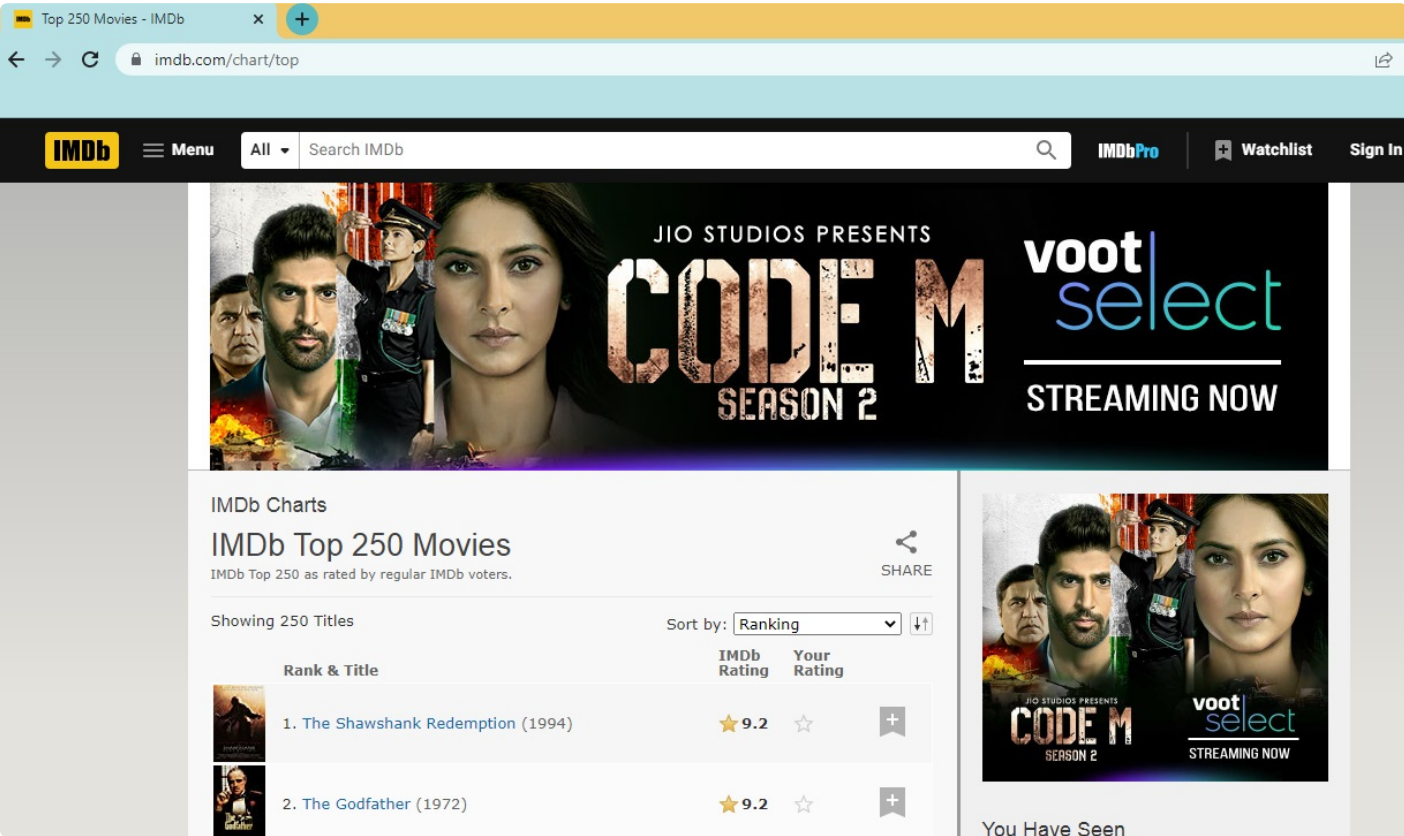 IMDb Top 250 Movies - IMDb
imdb.com/chart/top
IMDb Menu All Search IMDb IMDbPro Watchlist Sign In
JIO STUDIOS PRESENTS
CODE M
SEASON 2
voot
select
STREAMING NOW
IMDb Charts
IMDb Top 250 Movies
IMDb Top 250 as rated by regular IMDb voters.
SHARE
Showing 250 Titles
Sort by: Ranking
Rank & Title IMDb Rating Your Rating
1. The Shawshank Redemption (1994) 9.2
2. The Godfather (1972) 9.2
The Godfather
JIO STUDIOS PRESENTS
CODE M
SEASON 2
voot
select
STREAMING NOW
You Have Seen